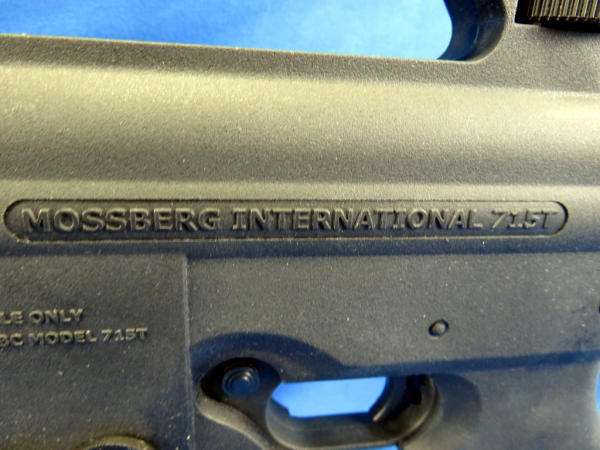 MOSSBERG INTERNATIONAL 715T
LE ONLY
BC MODEL 715T